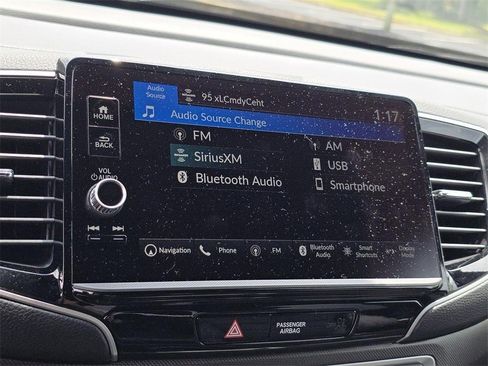 Audio Source
95 xLCmdyCeht
Audio Source Change
1:17
HOME
BACK
VOL
AUDIO
FM
SiriusXM
Bluetooth Audio
AM
USB
Smartphone
Navigation
Phone
FM
Bluetooth Audio
Smart Shortcuts
Display Mode
PASSENGER
AIRBAG